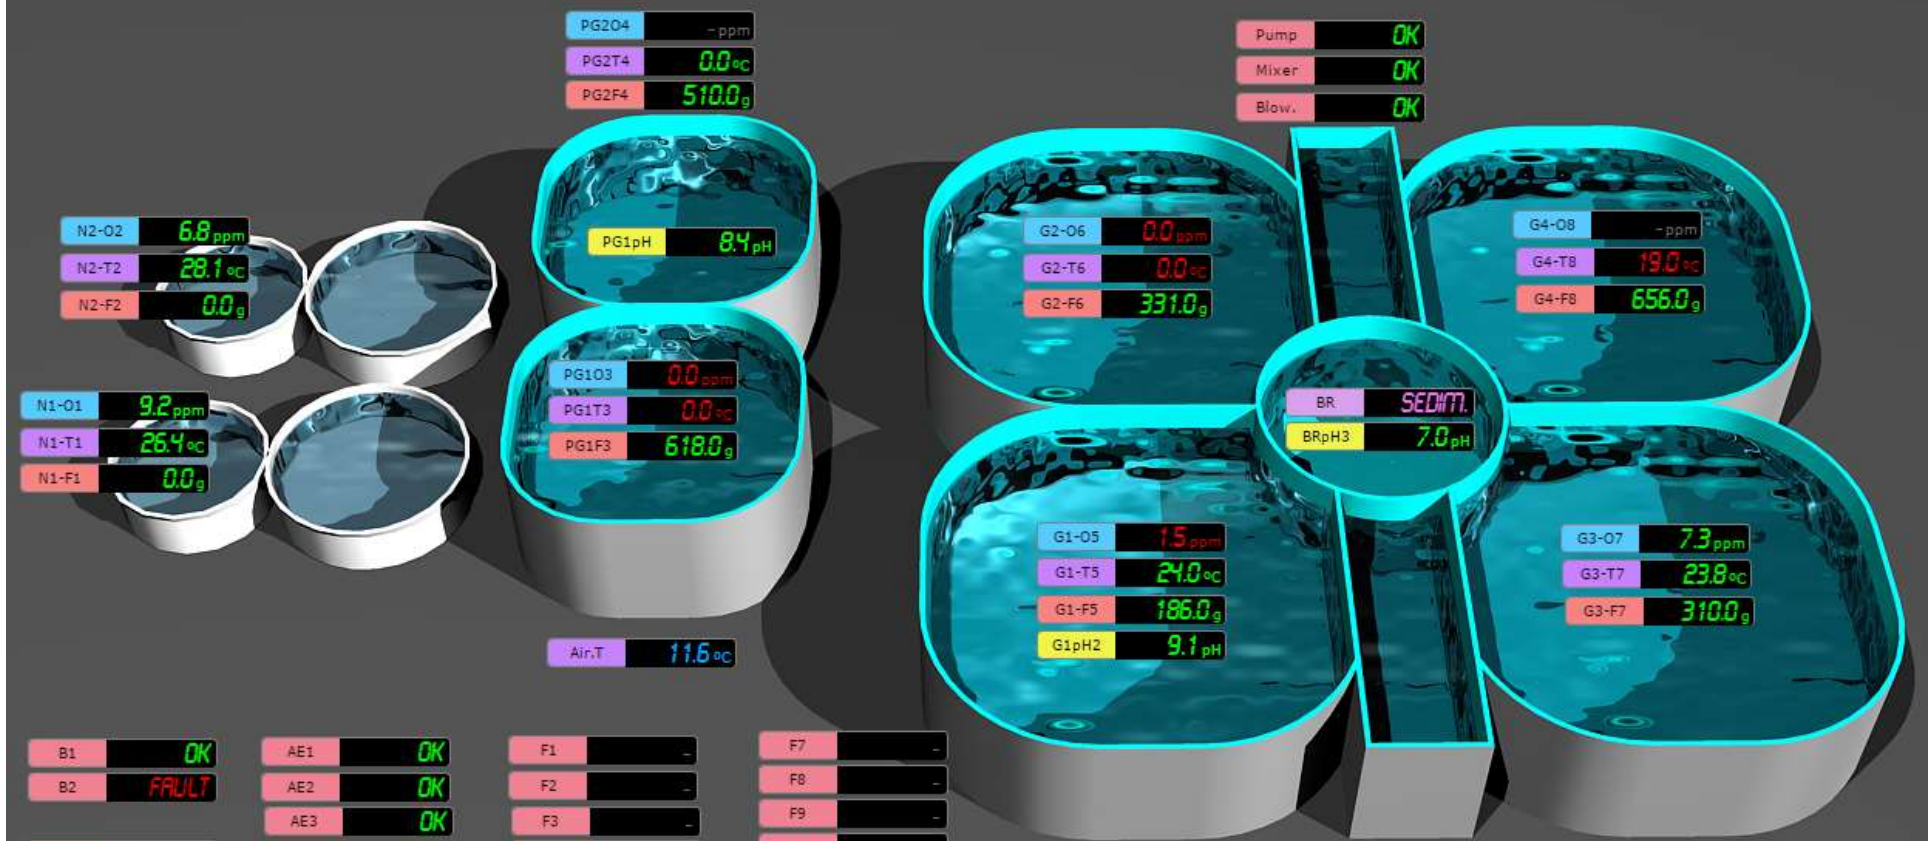 PG2O4 - ppm
PG2T4 0.0 ºC
PG2F4 510.0 g
Pump OK
Mixer OK
Blow. OK
N2-O2 6.8 ppm
N2-T2 28.1 ºC
N2-F2 0.0 g
PG1pH 8.4 pH
G2-O6 0.0 ppm
G2-T6 0.0 ºC
G2-F6 331.0 g
G4-O8 - ppm
G4-T8 19.0 ºC
G4-F8 656.0 g
N1-O1 9.2 ppm
N1-T1 26.4 ºC
N1-F1 0.0 g
PG1O3 0.0 ppm
PG1T3 0.0 ºC
PG1F3 618.0 g
BR SEDIM.
BRpH3 7.0 pH
G1-O5 1.5 ppm
G1-T5 24.0 ºC
G1-F5 186.0 g
G1pH2 9.1 pH
G3-O7 7.3 ppm
G3-T7 23.8 ºC
G3-F7 310.0 g
Air.T 11.6 ºC
B1 OK
B2 FAULT
AE1 OK
AE2 OK
AE3 OK
F1 -
F2 -
F3 -
F7 -
F8 -
F9 -